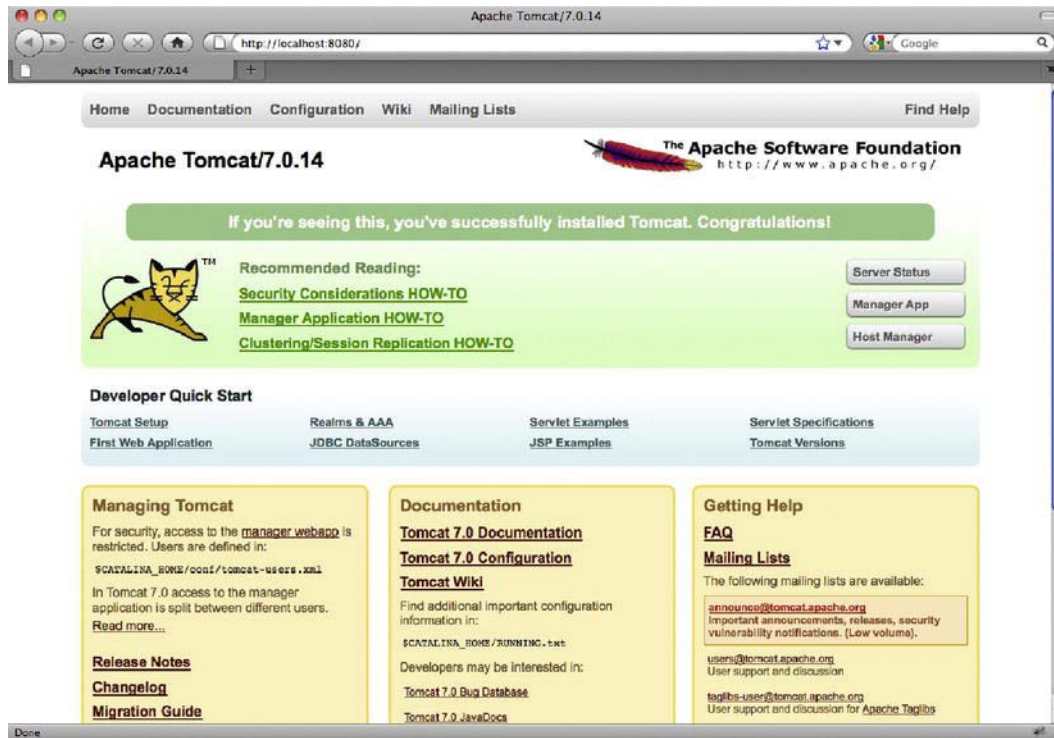 Apache Tomcat/7.0.14
http://localhost:8080/
Google
Apache Tomcat/7.0.14
Home Documentation Configuration Wiki Mailing Lists Find Help
Apache Tomcat/7.0.14
The Apache Software Foundation
http://www.apache.org/
If you're seeing this, you've successfully installed Tomcat. Congratulations!
TM
Recommended Reading:
Security Considerations HOW-TO
Manager Application HOW-TO
Clustering/Session Replication HOW-TO
Server Status
Manager App
Host Manager
Developer Quick Start
Tomcat Setup Realms & AAA Servlet Examples Servlet Specifications
First Web Application JDBC DataSources JSP Examples Tomcat Versions
Managing Tomcat
For security, access to the manager webapp is
restricted. Users are defined in:
$CATALINA_HOME/conf/tomcat-users.xml
In Tomcat 7.0 access to the manager
application is split between different users.
Read more...
Release Notes
Changelog
Migration Guide
Documentation
Tomcat 7.0 Documentation
Tomcat 7.0 Configuration
Tomcat Wiki
Find additional important configuration
information in:
$CATALINA_HOME/RUNNING.txt
Developers may be interested in:
Tomcat 7.0 Bug Database
Tomcat 7.0 JavaDocs
Getting Help
FAQ
Mailing Lists
The following mailing lists are available:
announce@tomcat.apache.org
Important announcements, releases, security
vulnerability notifications. (Low volume).
users@tomcat.apache.org
User support and discussion
taglibs-user@tomcat.apache.org
User support and discussion for Apache Taglibs
Done